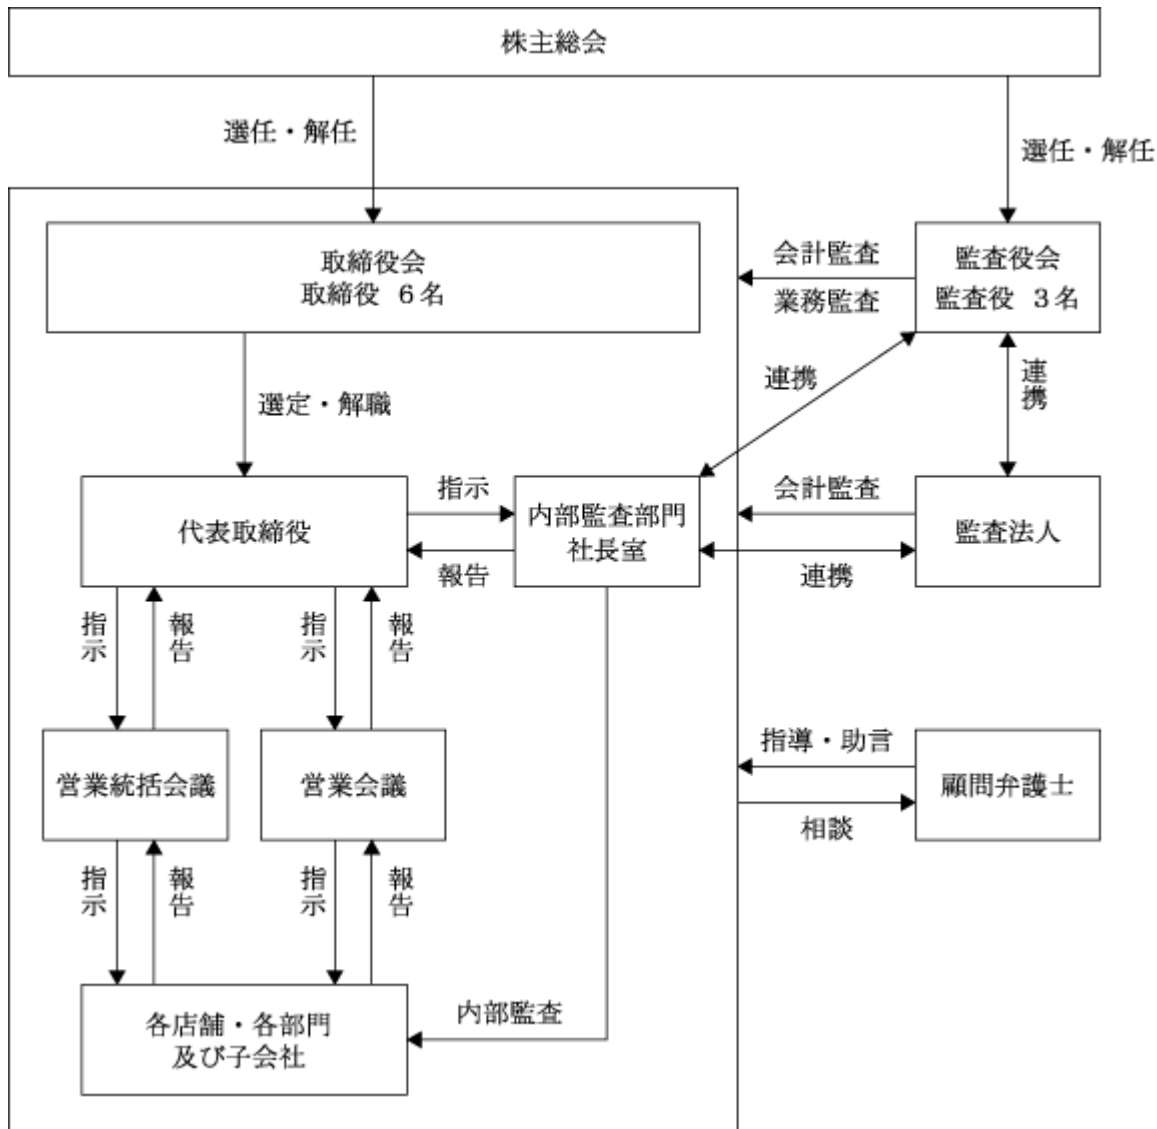 株主総会
選任・解任
選任・解任
取締役会
取締役 ６名
会計監査
業務監査
監査役会
監査役 ３名
連携
連携
選定・解職
代表取締役
指示
報告
内部監査部門
社長室
会計監査
連携
監査法人
指示
報告
指示
報告
営業統括会議
営業会議
指導・助言
相談
顧問弁護士
指示
報告
指示
報告
各店舗・各部門
及び子会社
内部監査